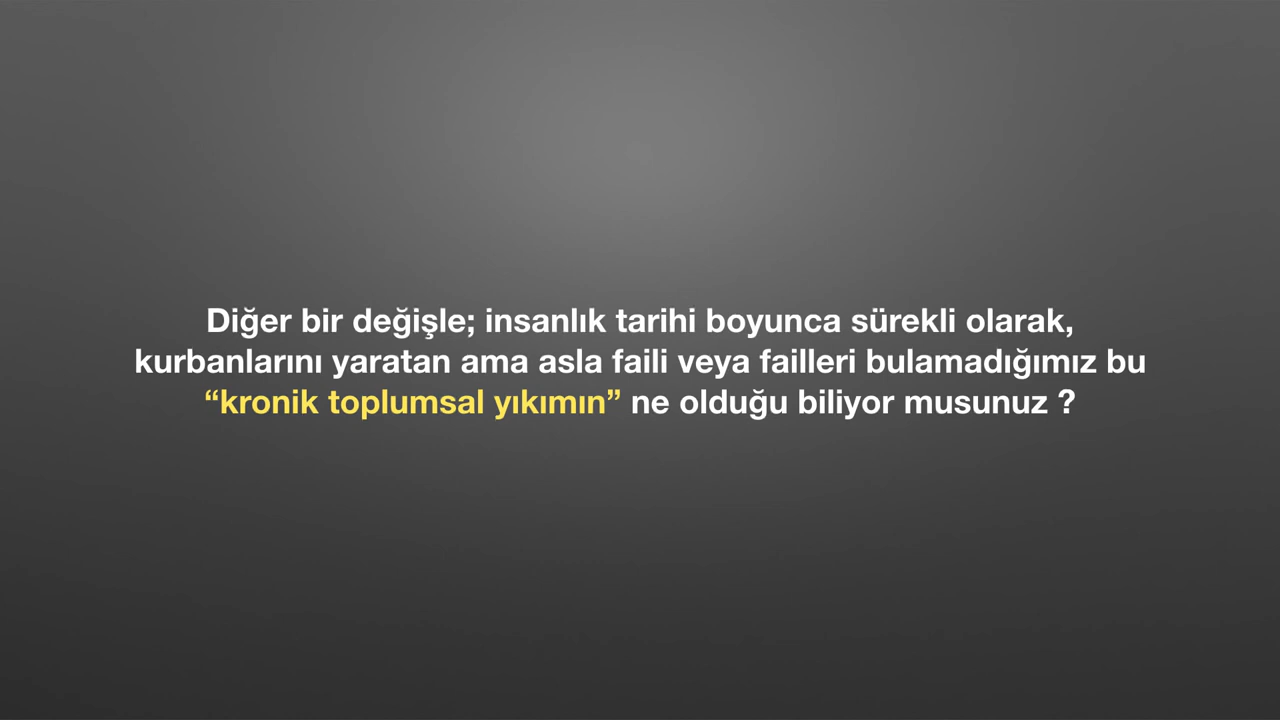 Diğer bir değişle; insanlık tarihi boyunca sürekli olarak,
kurbanlarını yaratan ama asla faili veya failleri bulamadığımız bu
“kronik toplumsal yıkımın” ne olduğu biliyor musunuz ?